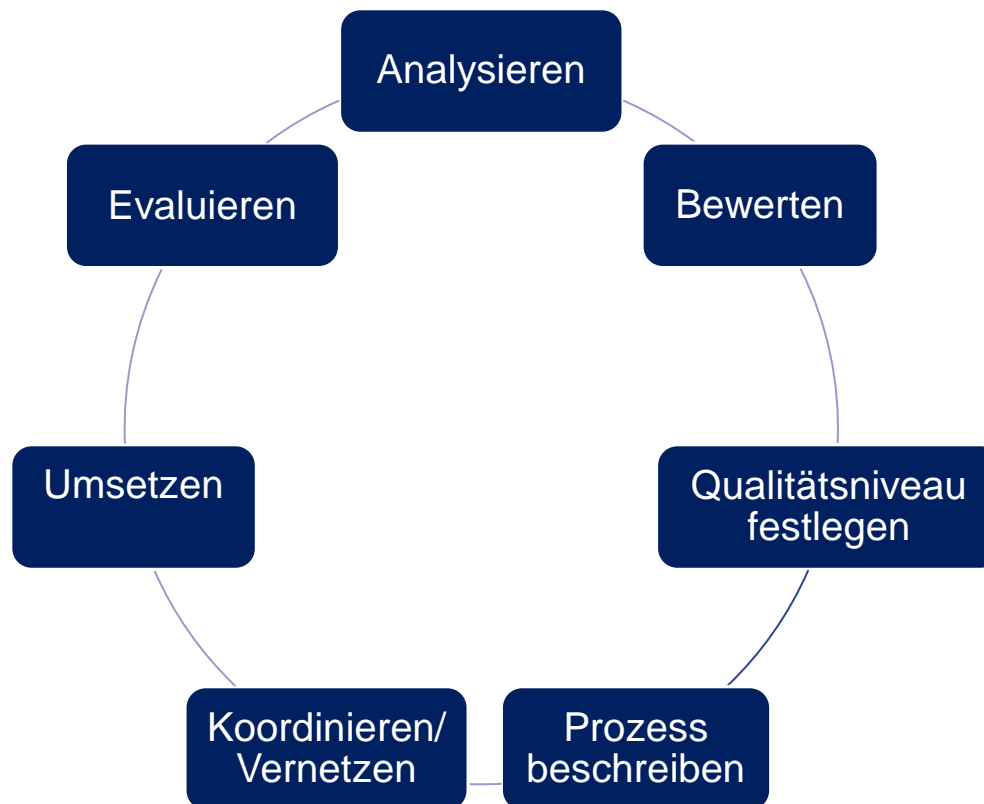 Analysieren
Bewerten
Qualitätsniveau
festlegen
Prozess
beschreiben
Koordinieren/
Vernetzen
Umsetzen
Evaluieren